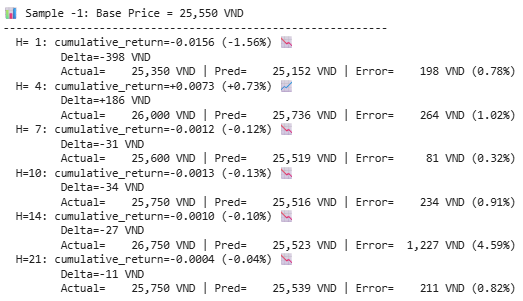 📊 Sample -1: Base Price = 25,550 VND
------------------------------------------------------------
H= 1: cumulative_return=-0.0156 (-1.56%) 📉
Delta=-398 VND
Actual= 25,350 VND | Pred= 25,152 VND | Error= 198 VND (0.78%)
H= 4: cumulative_return=+0.0073 (+0.73%) 📈
Delta=+186 VND
Actual= 26,000 VND | Pred= 25,736 VND | Error= 264 VND (1.02%)
H= 7: cumulative_return=-0.0012 (-0.12%) 📉
Delta=-31 VND
Actual= 25,600 VND | Pred= 25,519 VND | Error= 81 VND (0.32%)
H=10: cumulative_return=-0.0013 (-0.13%) 📉
Delta=-34 VND
Actual= 25,750 VND | Pred= 25,516 VND | Error= 234 VND (0.91%)
H=14: cumulative_return=-0.0010 (-0.10%) 📉
Delta=-27 VND
Actual= 26,750 VND | Pred= 25,523 VND | Error= 1,227 VND (4.59%)
H=21: cumulative_return=-0.0004 (-0.04%) 📉
Delta=-11 VND
Actual= 25,750 VND | Pred= 25,539 VND | Error= 211 VND (0.82%)